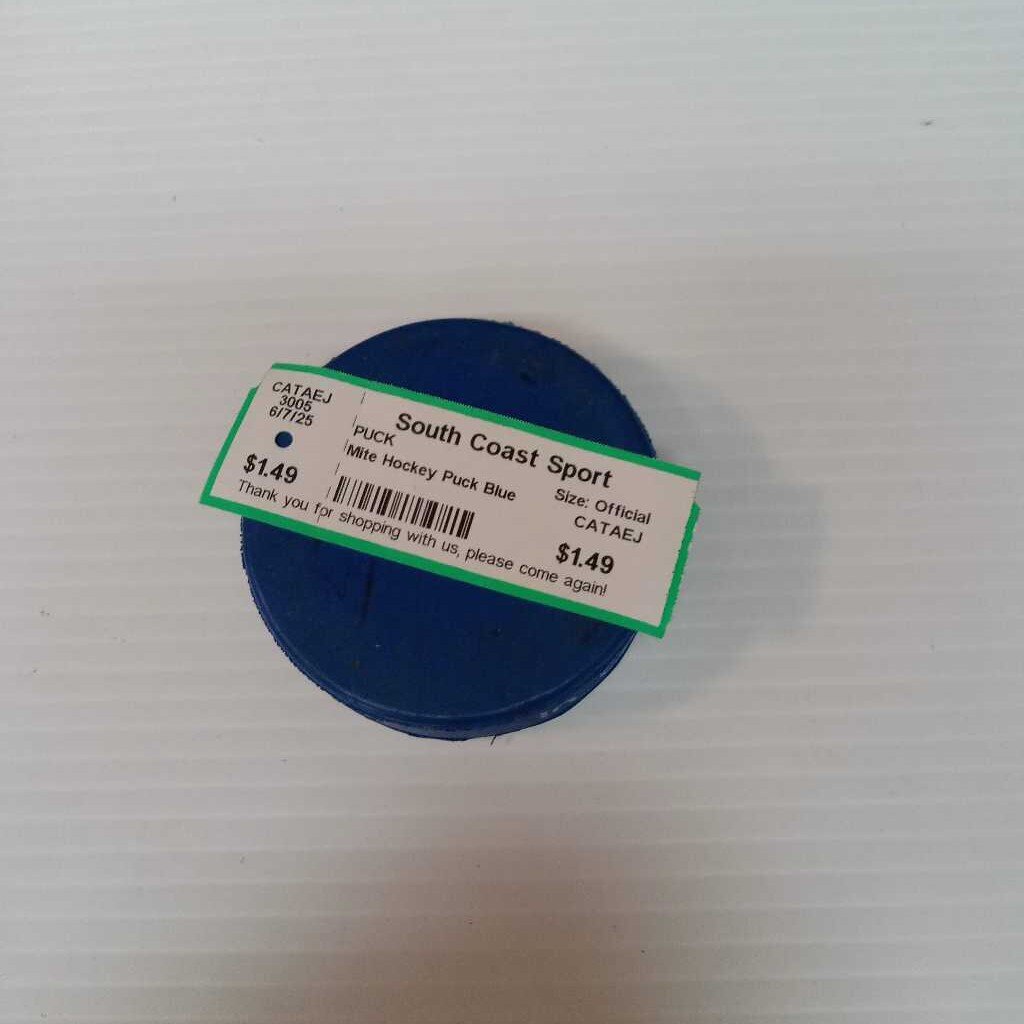 CATAEJ
3005
6/7/25
$1.49
South Coast Sport
PUCK
Mite Hockey Puck Blue
Size: Official
CATAEJ
$1.49
Thank you for shopping with us, please come again!